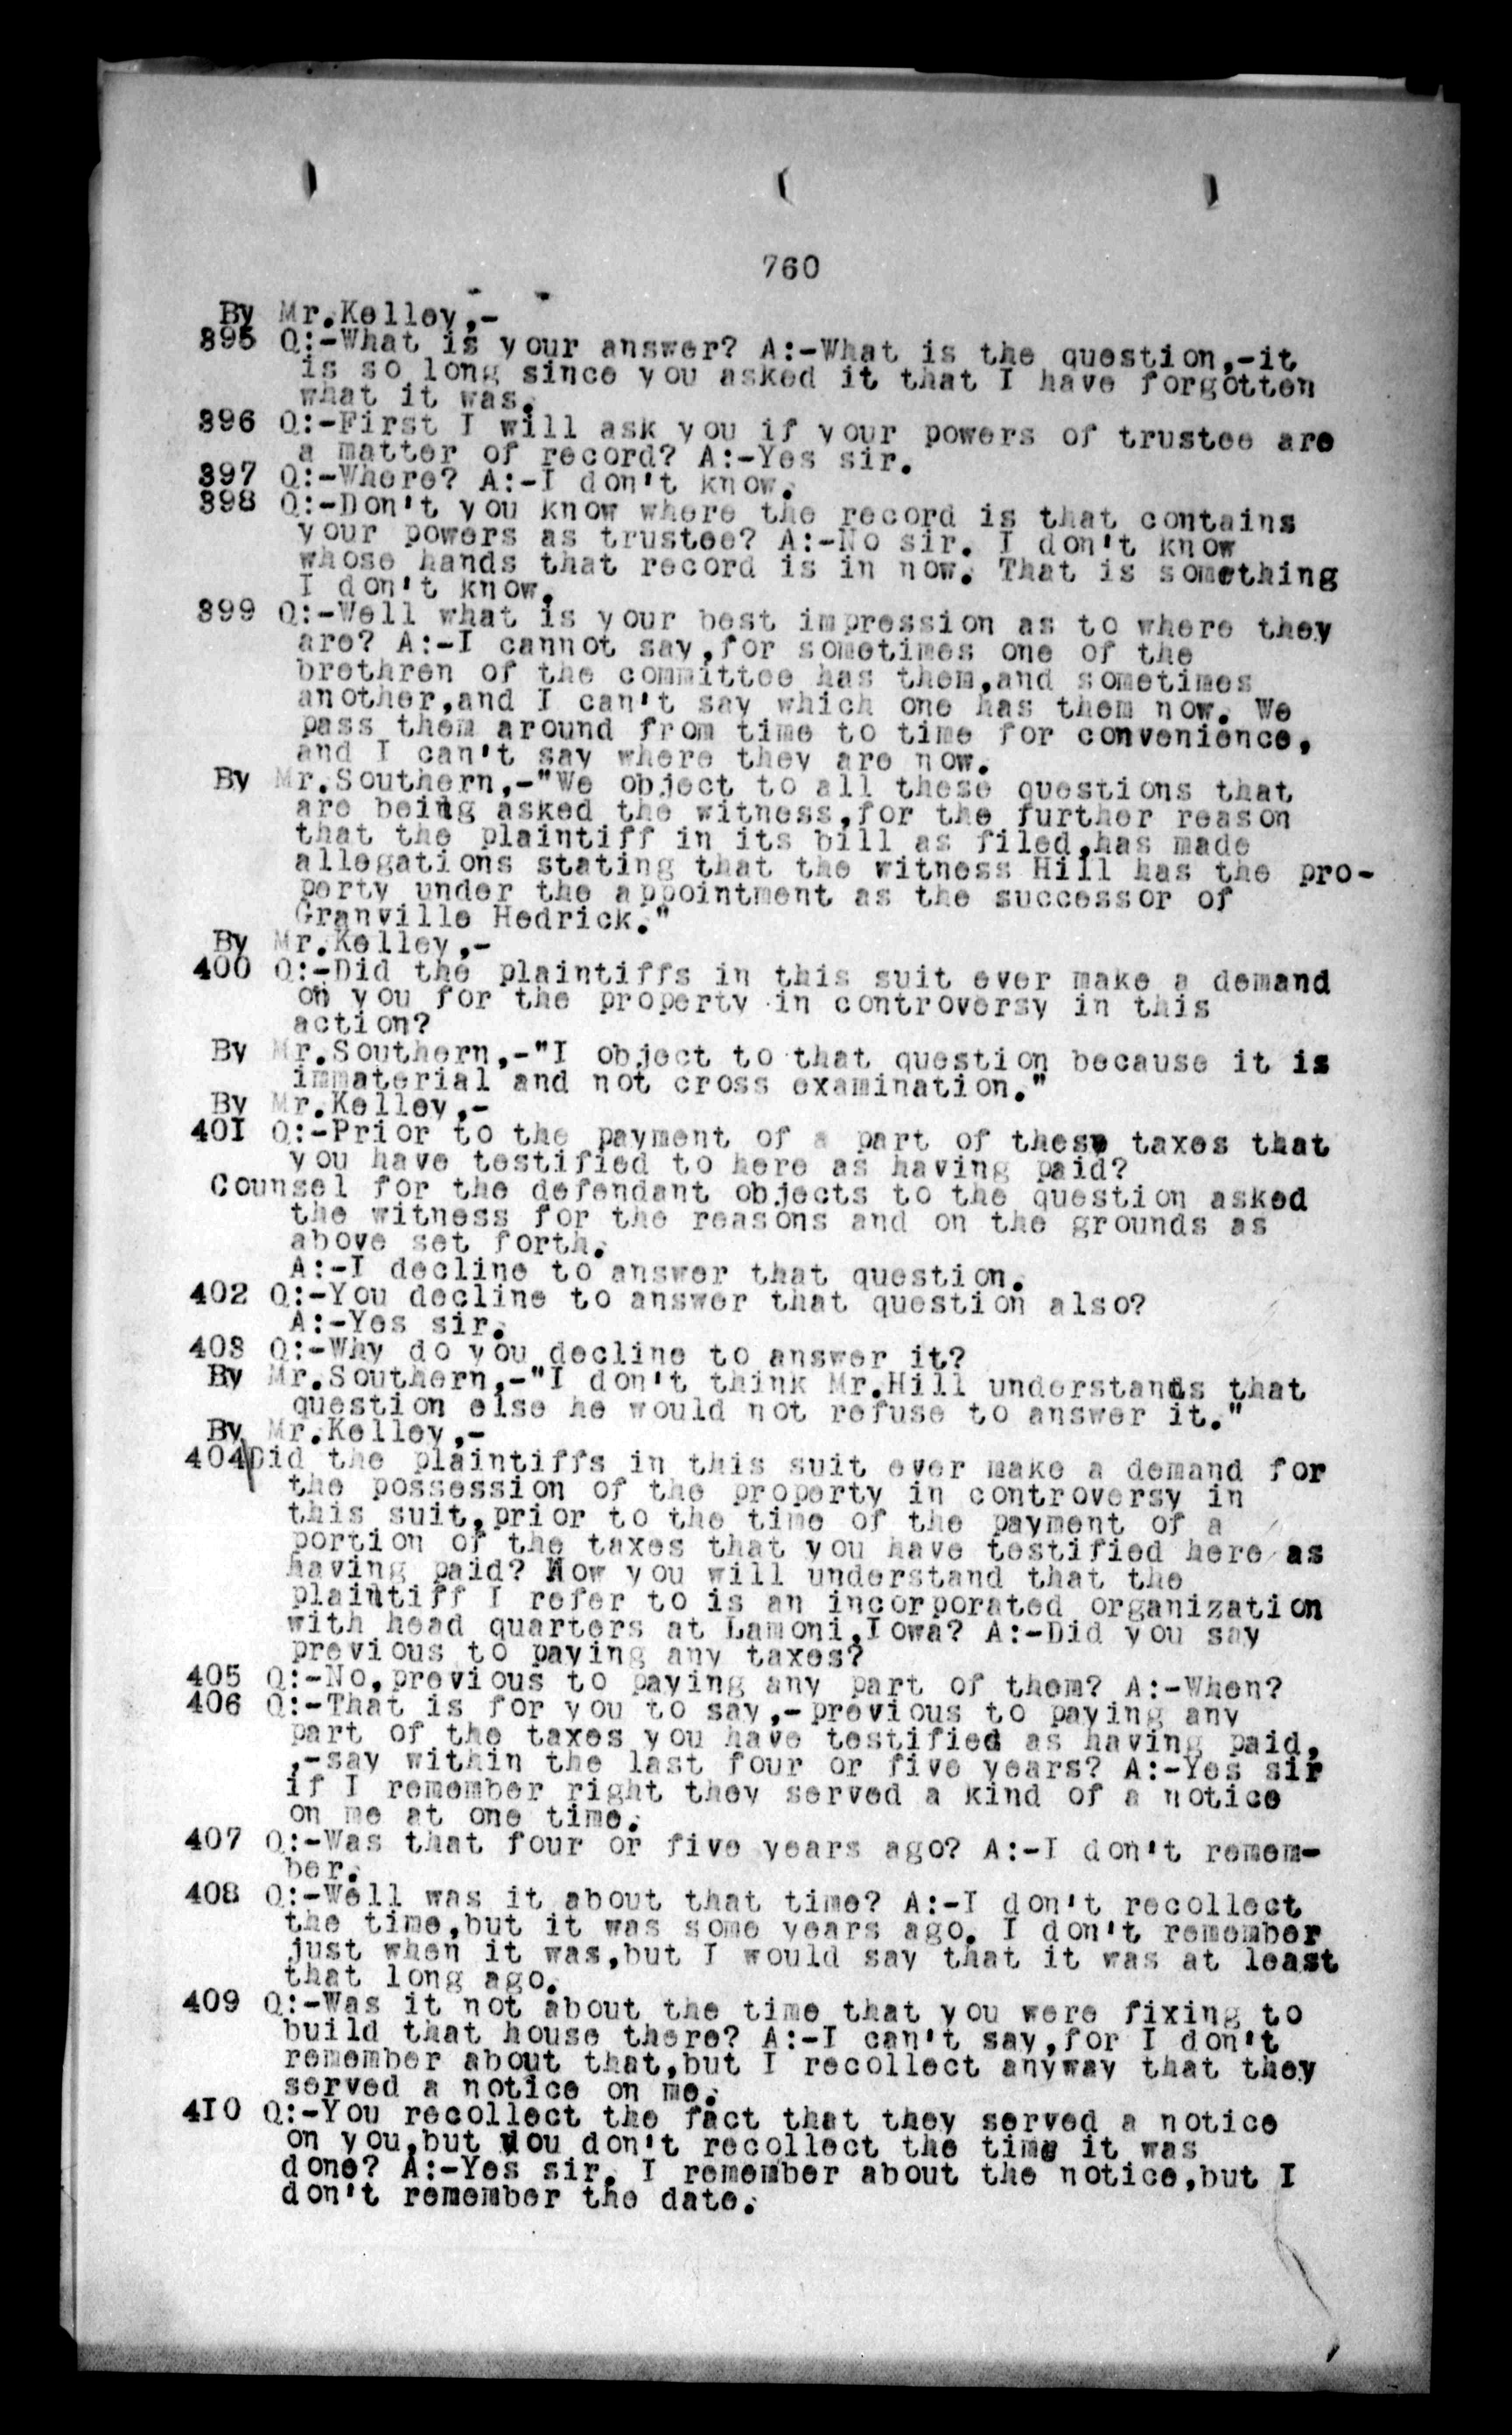 760
By Mr.Kelley,-
395 Q:-What is your answer? A:-What is the question,-it
is so long since you asked it that I have forgotten
what it was.
396 Q:-First I will ask you if your powers of trustee are
a matter of record? A:-Yes sir.
397 Q:-Where? A:-I don't know.
398 Q:-Don't you know where the record is that contains
your powers as trustee? A:-No sir. I don't know
whose hands that record is in now. That is something
I don't know.
399 Q:-Well what is your best impression as to where they
are? A:-I cannot say,for sometimes one of the
brethren of the committee has them,and sometimes
another,and I can't say which one has them now. We
pass them around from time to time for convenience,
and I can't say where they are now.
By Mr.Southern,-"We object to all these questions that
are being asked the witness,for the further reason
that the plaintiff in its bill as filed,has made
allegations stating that the witness Hill has the pro-
perty under the appointment as the successor of
Granville Hedrick."
By Mr.Kelley,-
400 Q:-Did the plaintiffs in this suit ever make a demand
on you for the property in controversy in this
action?
By Mr.Southern,-"I object to that question because it is
immaterial and not cross examination."
By Mr.Kelley,-
401 Q:-Prior to the payment of a part of these taxes that
you have testified to here as having paid?
Counsel for the defendant objects to the question asked
the witness for the reasons and on the grounds as
above set forth.
A:-I decline to answer that question.
402 Q:-You decline to answer that question also?
A:-Yes sir.
403 Q:-Why do you decline to answer it?
By Mr.Southern,-"I don't think Mr.Hill understands that
question else he would not refuse to answer it."
By Mr.Kelley,-
404 Did the plaintiffs in this suit ever make a demand for
the possession of the property in controversy in
this suit,prior to the time of the payment of a
portion of the taxes that you have testified here as
having paid? Now you will understand that the
plaintiff I refer to is an incorporated organization
with head quarters at Lamoni,Iowa? A:-Did you say
previous to paying any taxes?
405 Q:-No,previous to paying any part of them? A:-When?
406 Q:-That is for you to say,-previous to paying any
part of the taxes you have testified as having paid,
,-say within the last four or five years? A:-Yes sir
if I remember right they served a kind of a notice
on me at one time.
407 Q:-Was that four or five years ago? A:-I don't remem-
ber.
408 Q:-Well was it about that time? A:-I don't recollect
the time,but it was some years ago. I don't remember
just when it was,but I would say that it was at least
that long ago.
409 Q:-Was it not about the time that you were fixing to
build that house there? A:-I can't say,for I don't
remember about that,but I recollect anyway that they
served a notice on me.
410 Q:-You recollect the fact that they served a notice
on you,but you don't recollect the time it was
done? A:-Yes sir. I remember about the notice,but I
don't remember the date.